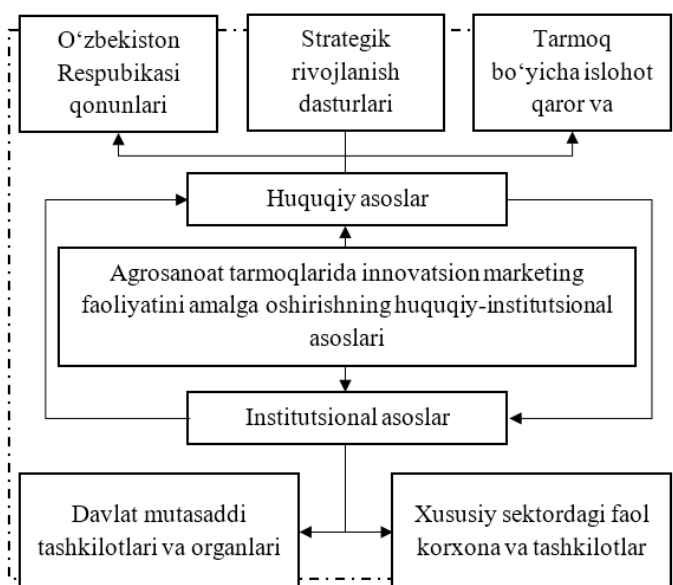 O‘zbekiston
Respubikasi
qonunlari
Strategik
rivojlanish
dasturlari
Tarmoq
bo‘yicha islohot
qaror va
Huquqiy asoslar
Agrosanoat tarmoqlarida innovatsion marketing
faoliyatini amalga oshirishning huquqiy-institutsional
asoslari
Institutsional asoslar
Davlat mutasaddi
tashkilotlari va organlari
Xususiy sektordagi faol
korxona va tashkilotlar